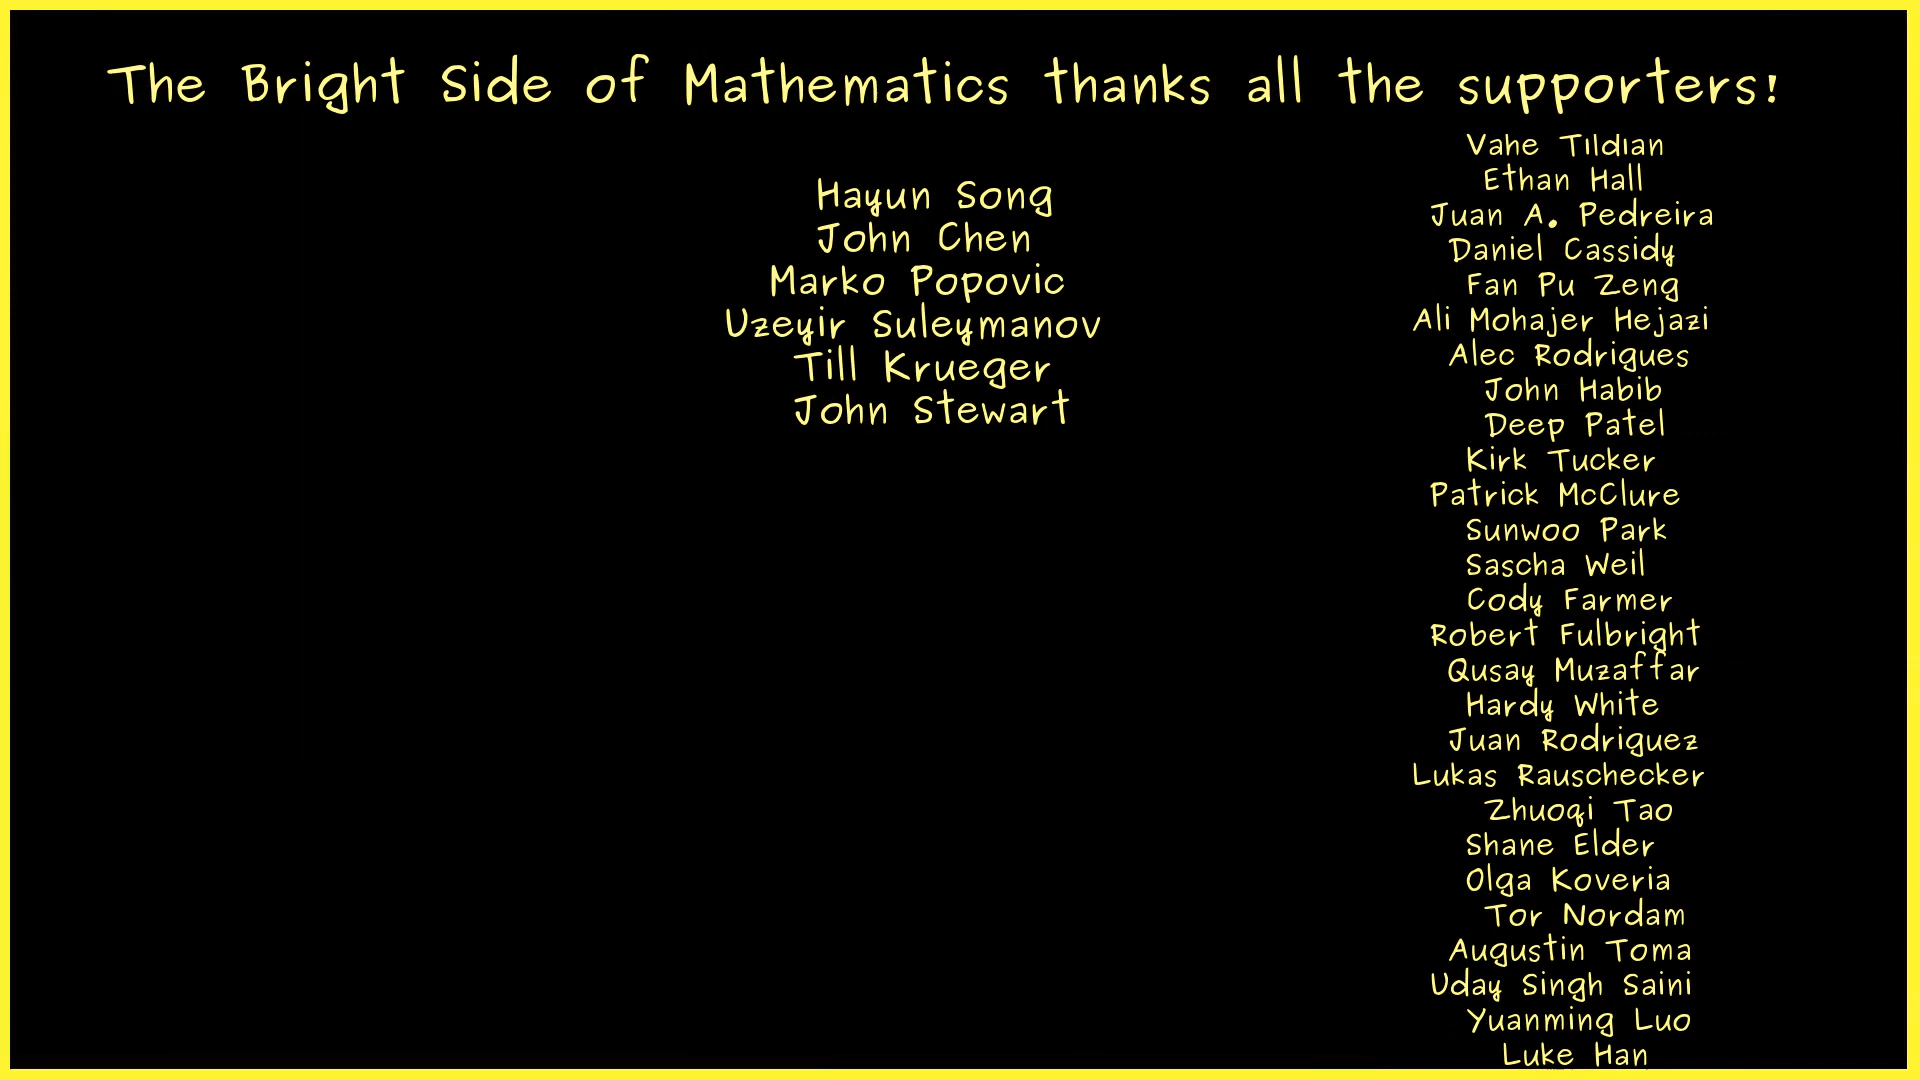 The Bright Side of Mathematics thanks all the supporters!
Hayun Song
John Chen
Marko Popovic
Uzeyir Suleymanov
Till Krueger
John Stewart
Vahe Tildian
Ethan Hall
Juan A. Pedreira
Daniel Cassidy
Fan Pu Zeng
Ali Mohajer Hejazi
Alec Rodrigues
John Habib
Deep Patel
Kirk Tucker
Patrick McClure
Sunwoo Park
Sascha Weil
Cody Farmer
Robert Fulbright
Qusay Muzaffar
Hardy White
Juan Rodriguez
Lukas Rauschecker
Zhuoqi Tao
Shane Elder
Olga Koveria
Tor Nordam
Augustin Toma
Uday Singh Saini
Yuanming Luo
Luke Han